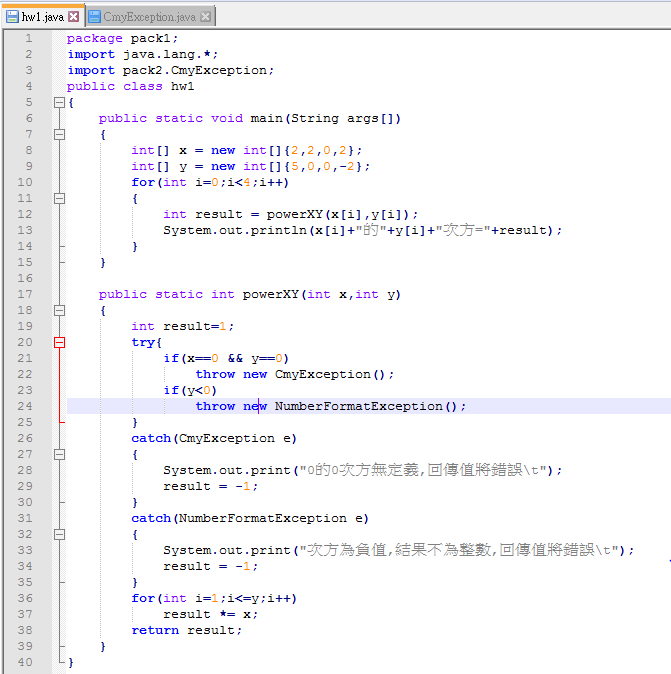 hw1.java CmyException.java
1 package pack1;
2 import java.lang.*;
3 import pack2.CmyException;
4 public class hw1
5 {
6 public static void main(String args[])
7 {
8 int[] x = new int[]{2,2,0,2};
9 int[] y = new int[]{5,0,0,-2};
10 for(int i=0;i<4;i++)
11 {
12 int result = powerXY(x[i],y[i]);
13 System.out.println(x[i]+"的"+y[i]+"次方="+result);
14 }
15 }
16
17 public static int powerXY(int x,int y)
18 {
19 int result=1;
20 try{
21 if(x==0 && y==0)
22 throw new CmyException();
23 if(y<0)
24 throw new NumberFormatException();
25 }
26 catch(CmyException e)
27 {
28 System.out.print("0的0次方無定義,回傳值將錯誤\t");
29 result = -1;
30 }
31 catch(NumberFormatException e)
32 {
33 System.out.print("次方為負值,結果不為整數,回傳值將錯誤\t");
34 result = -1;
35 }
36 for(int i=1;i<=y;i++)
37 result *= x;
38 return result;
39 }
40 }